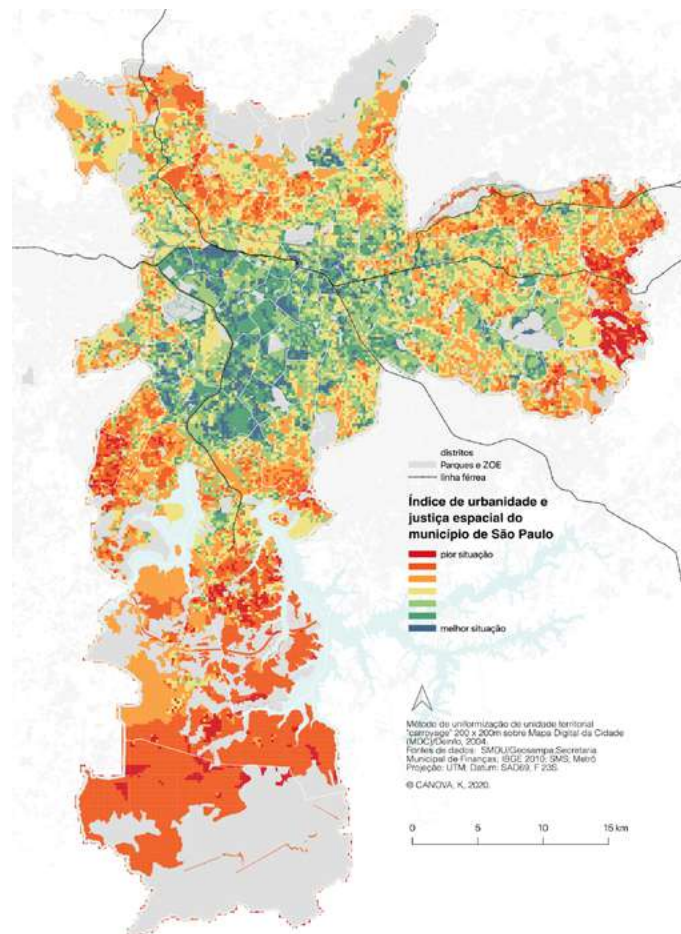 distritos
Parques e ZOE
linha férrea
Índice de urbanidade e
justiça espacial do
município de São Paulo
pior situação
melhor situação
Método de uniformização de unidade territorial
"carroyage" 200 x 200m sobre Mapa Digital da Cidade
(MDC)/Deinfo, 2004.
Fontes de dados: SMDU/Geosampa;Secretaria
Municipal de Finanças; IBGE 2010; SMS; Metrô
Projeção: UTM; Datum: SAD69, F 23S.
© CANOVA, K, 2020.
0 5 10 15 km